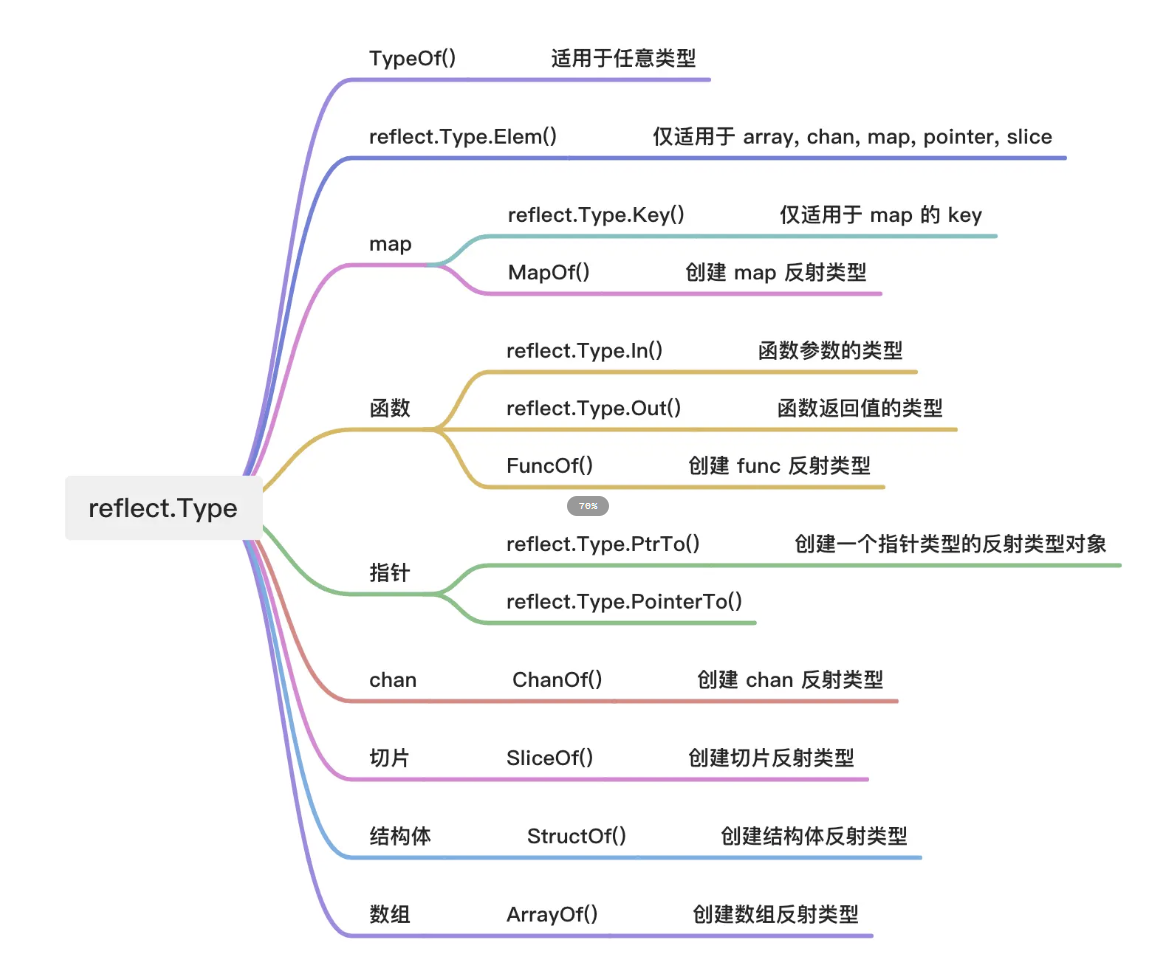 TypeOf() 适用于任意类型
reflect.Type.Elem() 仅适用于 array, chan, map, pointer, slice
reflect.Type.Key() 仅适用于 map 的 key
map
MapOf() 创建 map 反射类型
reflect.Type.In() 函数参数的类型
函数
reflect.Type.Out() 函数返回值的类型
FuncOf() 创建 func 反射类型
70%
reflect.Type
reflect.Type.PtrTo() 创建一个指针类型的反射类型对象
指针
reflect.Type.PointerTo()
chan ChanOf() 创建 chan 反射类型
切片 SliceOf() 创建切片反射类型
结构体 StructOf() 创建结构体反射类型
数组 ArrayOf() 创建数组反射类型